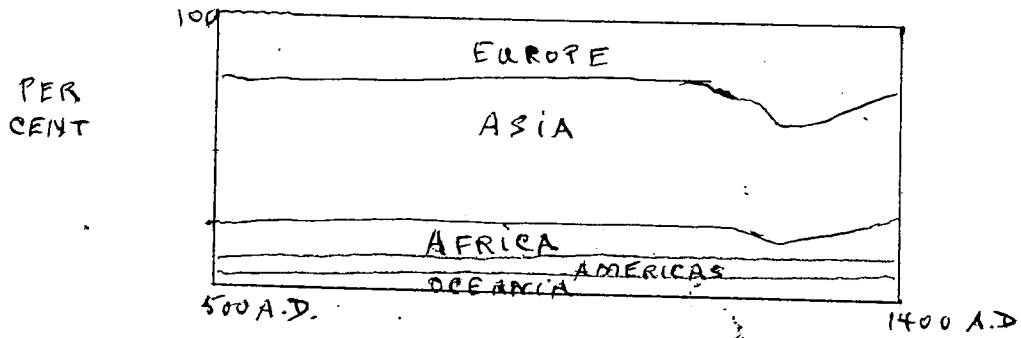 100
EUROPE
PER
CENT
ASiA
AFRiCA
AMERICAS
OCEANiA
500 A.D.
1400 A.D